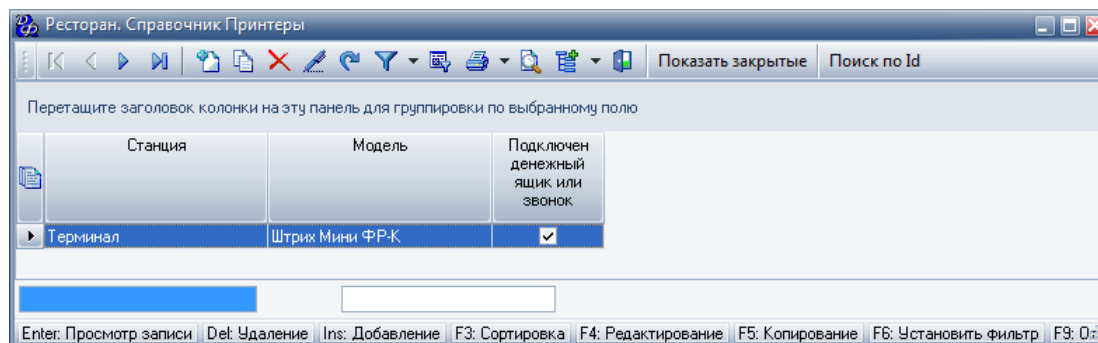 Ресторан. Справочник Принтеры
Показать закрытые Поиск по Id
Перетащите заголовок колонки на эту панель для группировки по выбранному полю
Станция Модель Подключен денежный ящик или звонок
Терминал Штрих Мини ФР-К
Enter: Просмотр записи Del: Удаление Ins: Добавление F3: Сортировка F4: Редактирование F5: Копирование F6: Установить фильтр F9: